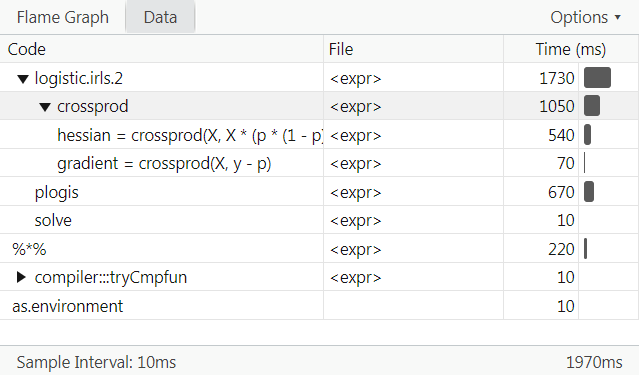 Flame Graph Data Options ▾
Code File Time (ms)
▼ logistic.irls.2 <expr> 1730
▼ crossprod <expr> 1050
hessian = crossprod(X, X * (p * (1 - p) <expr> 540
gradient = crossprod(X, y - p) <expr> 70
plogis <expr> 670
solve <expr> 10
%*% <expr> 220
▶ compiler:::tryCmpfun <expr> 10
as.environment 10
Sample Interval: 10ms 1970ms